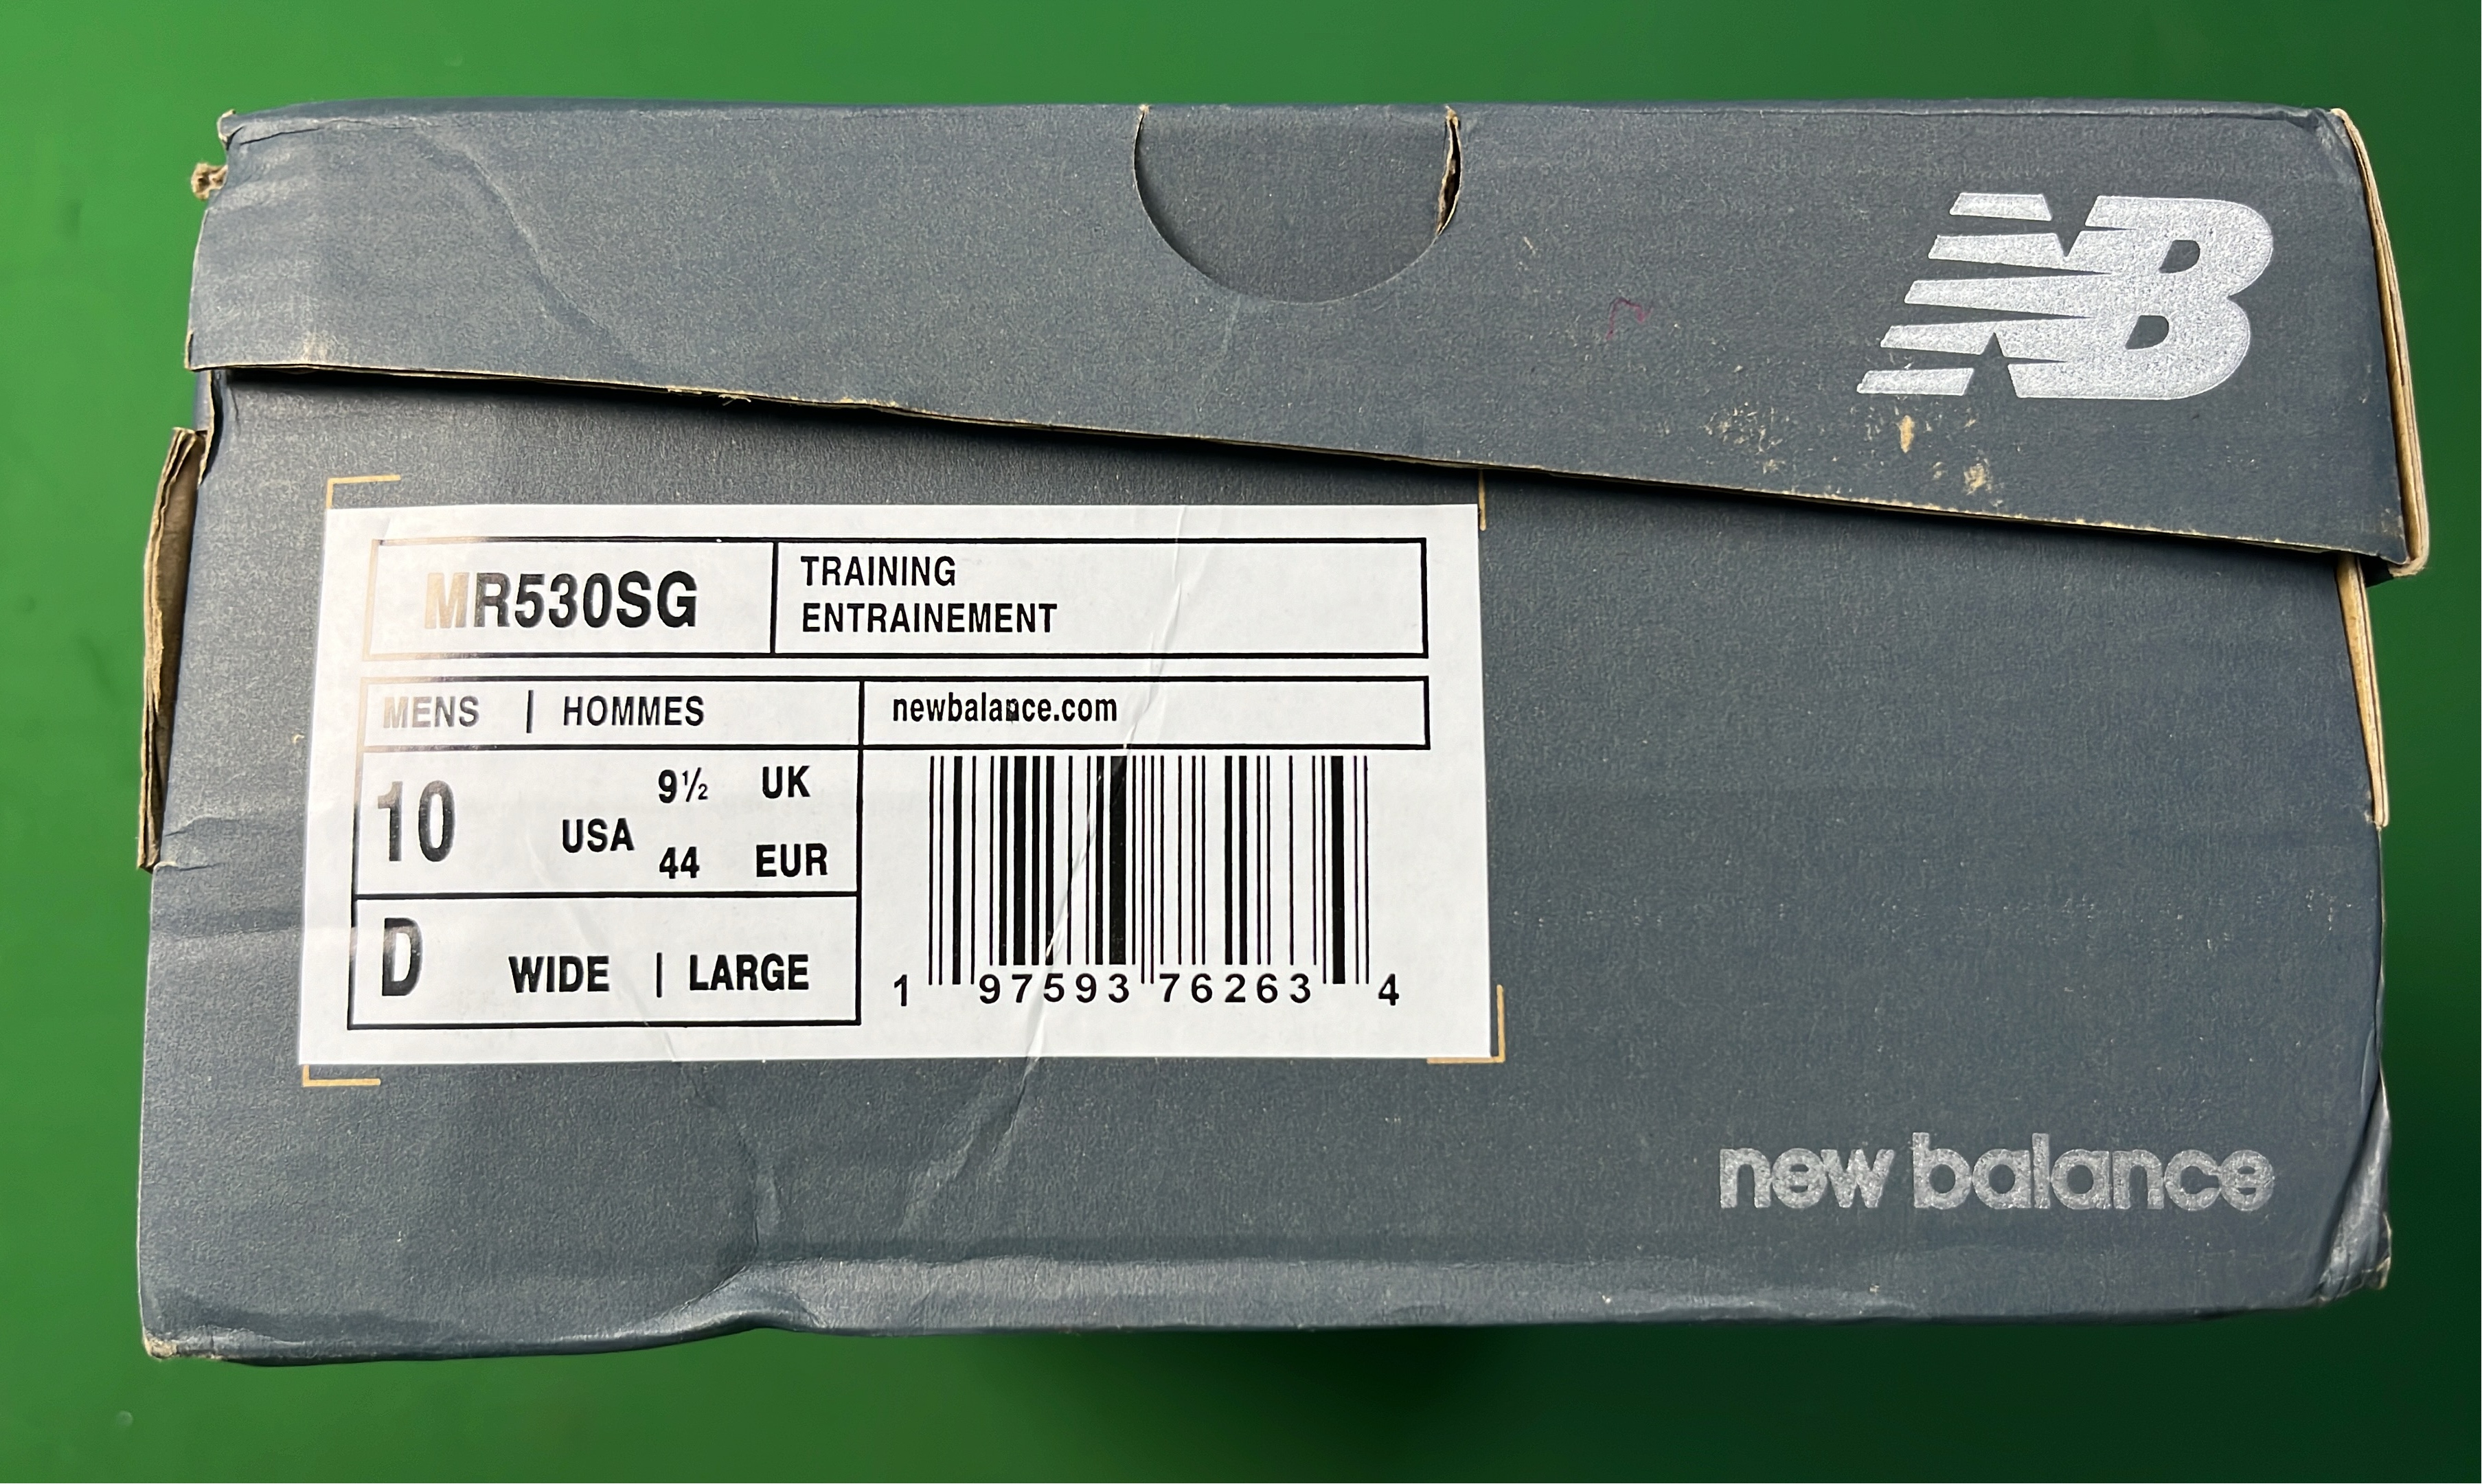 NB
MR530SG
TRAINING
ENTRAINEMENT
MENS | HOMMES
newbalance.com
10 USA 9½ UK
44 EUR
D WIDE | LARGE
1 97593 76263 4
new balance